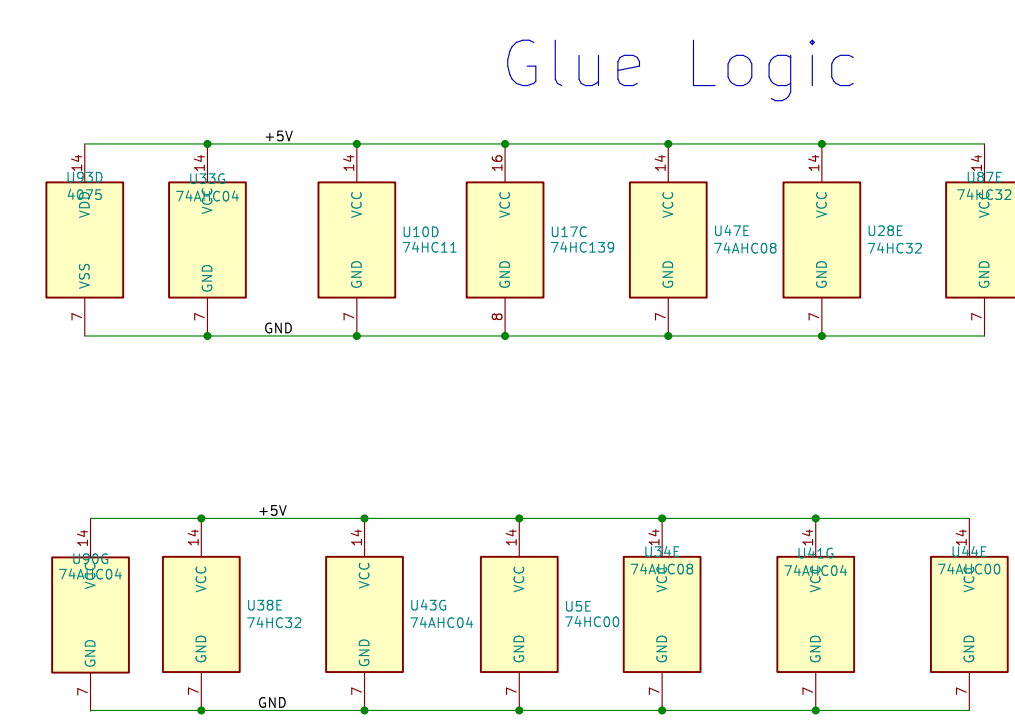 Glue Logic
+5V
14 14 14 16 14 14 14
U93D
4075
VDD
VSS
U33G
74AHC04
VCC
GND
VCC
GND
U10D
74HC11
VCC
GND
U17C
74HC139
VCC
GND
U47E
74AHC08
VCC
GND
U28E
74HC32
U87E
74HC32
VCC
GND
7 7 7 8 7 7 7
GND
+5V
14 14 14 14 14 14 14
U90G
74AHC04
VCC
GND
VCC
GND
U38E
74HC32
VCC
GND
U43G
74AHC04
VCC
GND
U5E
74HC00
U34E
74AHC08
VCC
GND
U41G
74AHC04
VCC
GND
U44E
74AHC00
VCC
GND
7 7 7 7 7 7 7
GND